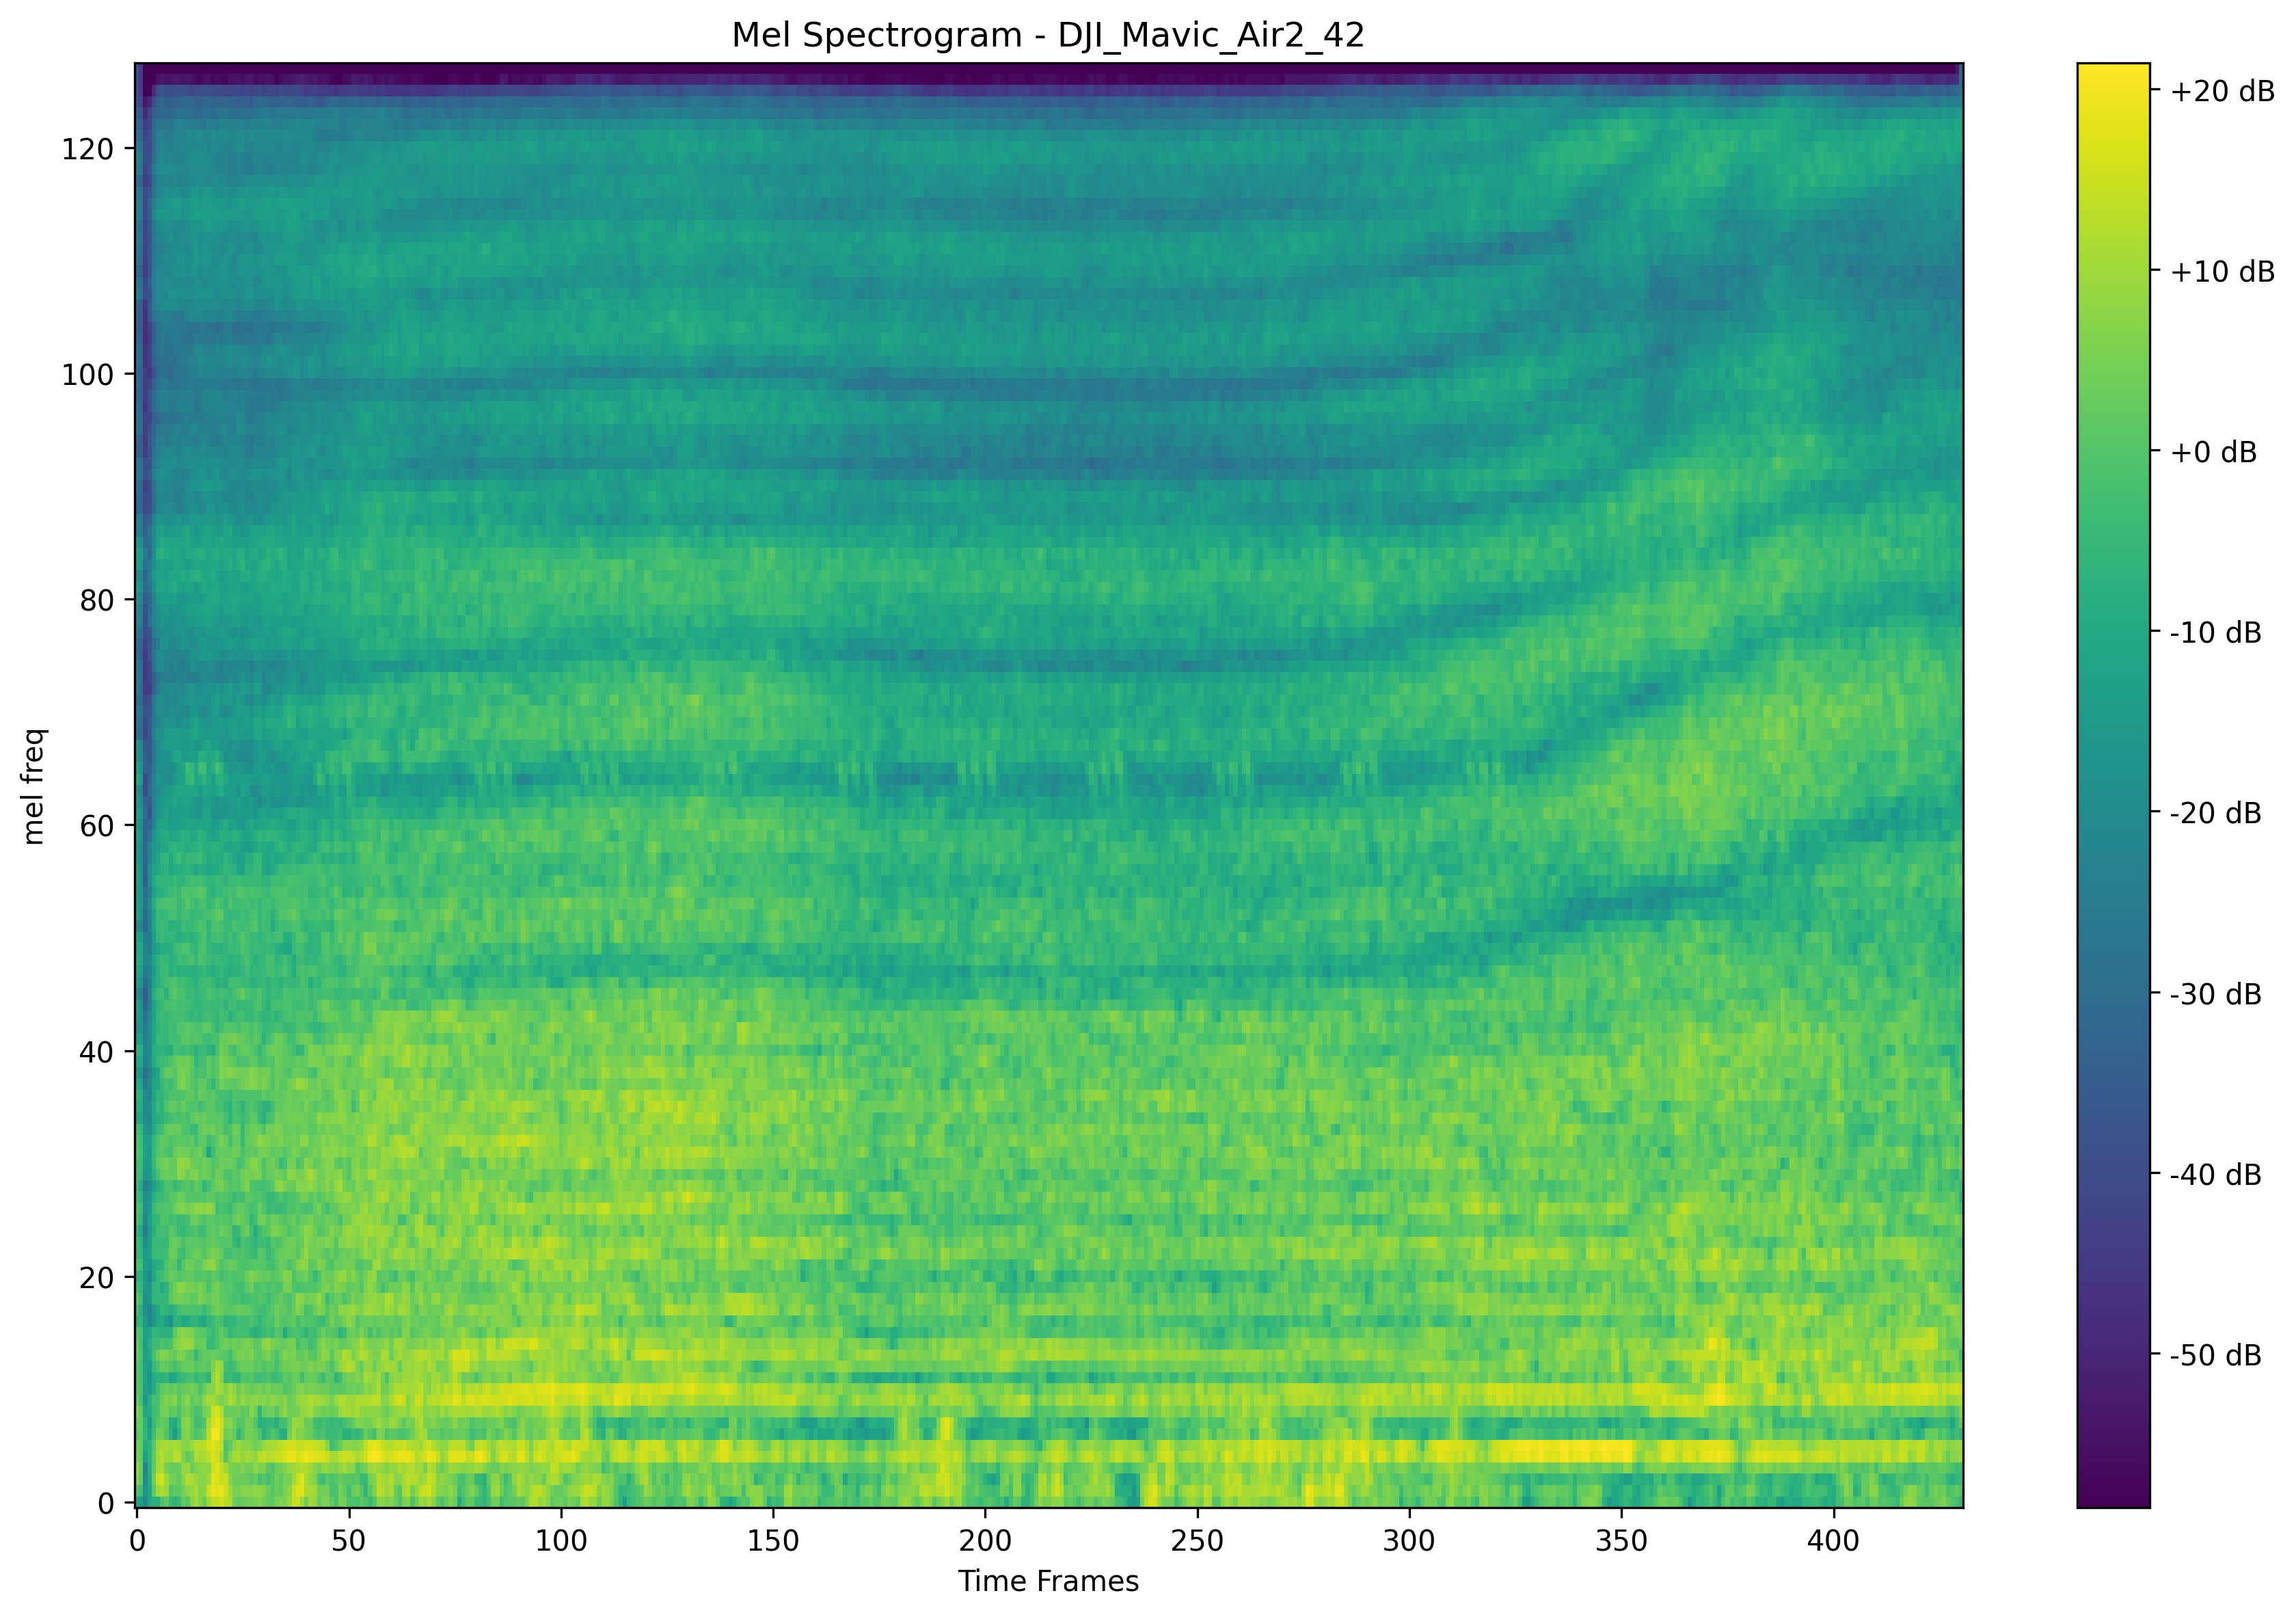 Mel Spectrogram - DJI_Mavic_Air2_42
mel freq
120
100
80
60
40
20
0
0 50 100 150 200 250 300 350 400
Time Frames
+20 dB
+10 dB
+0 dB
-10 dB
-20 dB
-30 dB
-40 dB
-50 dB